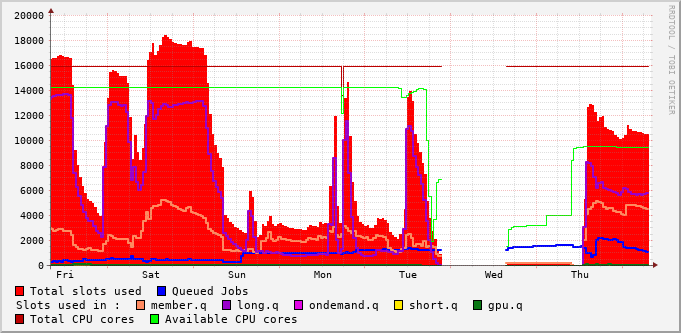 20000
18000
16000
14000
12000
10000
8000
6000
4000
2000
0
Fri Sat Sun Mon Tue Wed Thu
RRDTOOL / TOBI OETIKER
Total slots used Queued Jobs
Slots used in : member.q long.q ondemand.q short.q gpu.q
Total CPU cores Available CPU cores